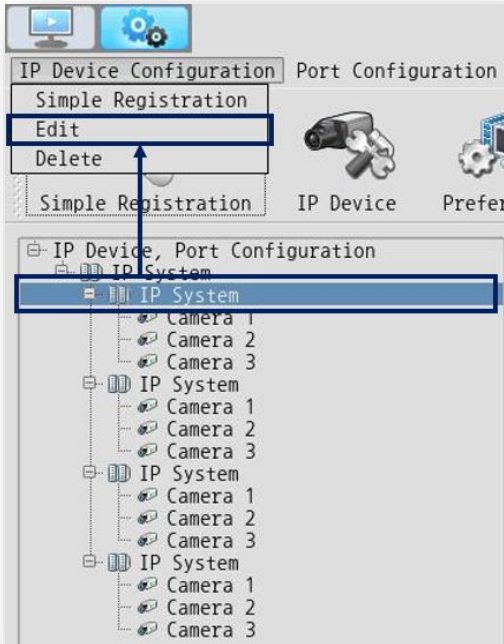 IP Device Configuration Port Configuration
Simple Registration
Edit
Delete
Simple Registration IP Device Prefer
IP Device, Port Configuration
IP System
IP System
Camera 1
Camera 2
Camera 3
IP System
Camera 1
Camera 2
Camera 3
IP System
Camera 1
Camera 2
Camera 3
IP System
Camera 1
Camera 2
Camera 3